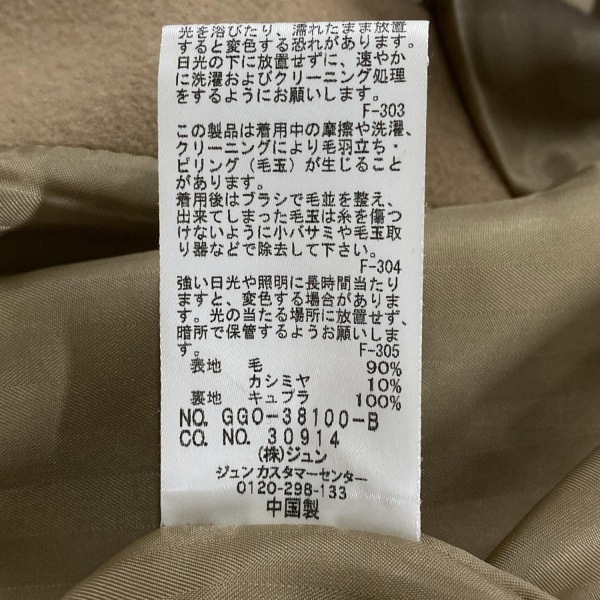 光を浴びたり、濡れたまま放置
すると変色する恐れがあります。
日光の下に放置せずに、速やか
に洗濯およびクリーニング処理
をするようにお願いします。
F-303
この製品は着用中の摩擦や洗濯、
クリーニングにより毛羽立ち・
ピリング(毛玉)が生じること
があります。
着用後はブラシで毛並を整え、
出来てしまった毛玉は糸を傷つ
けないように小バサミや毛玉取
り器などで除去して下さい。
F-304
強い日光や照明に長時間当たり
ますと、変色する場合がありま
す。光の当たる場所に放置せず、
暗所で保管するようお願いしま
す。 F-305
表地 毛 90%
カシミヤ 10%
裏地 キュプラ 100%
NO. GGO-38100-B
CO. NO. 30914
(株)ジュン
ジュン カスタマーセンター
0120-298-133
中国製